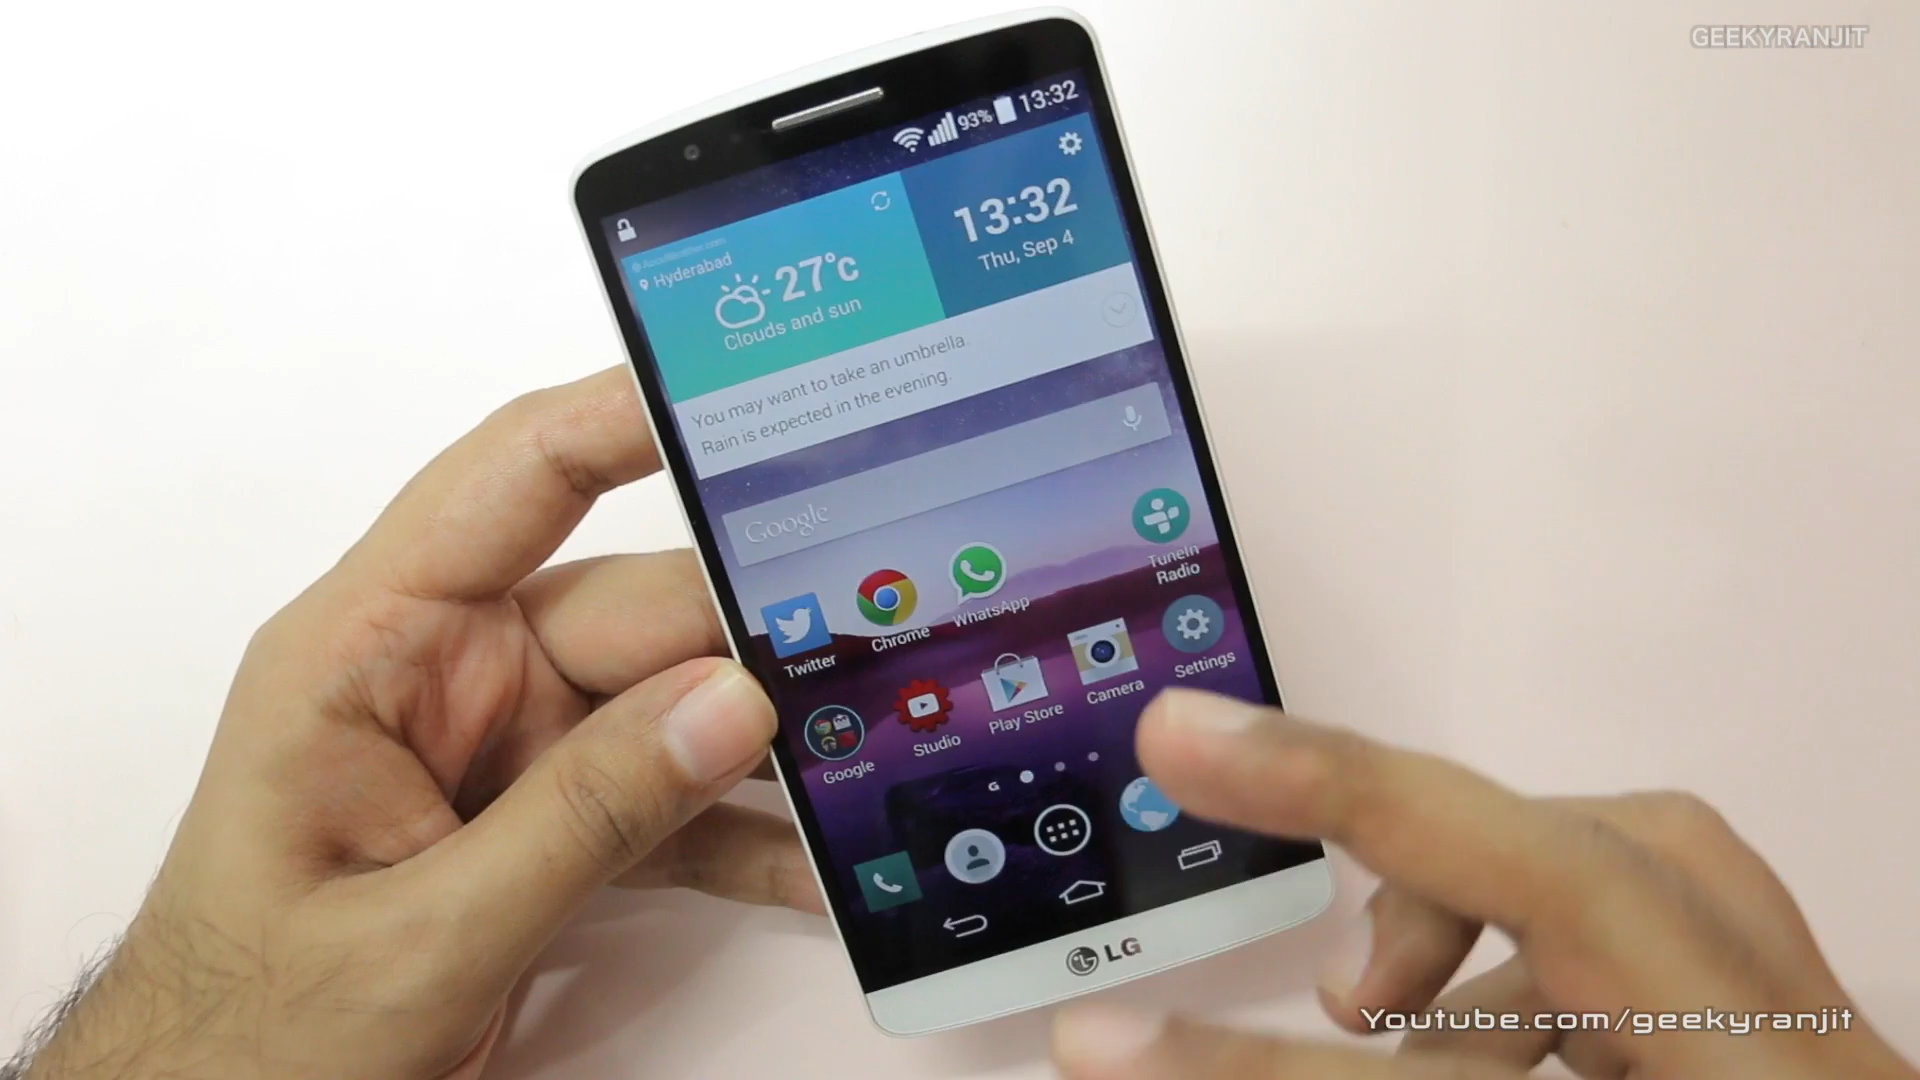 GEEKYRANJIT
93% 13:32
AccuWeather.com
Hyderabad
27°c
Clouds and sun
13:32
Thu, Sep 4
You may want to take an umbrella.
Rain is expected in the evening.
Google
TuneIn
Radio
Twitter
Chrome
WhatsApp
Google
Studio
Play Store
Camera
Settings
G
LG
Youtube.com/geekyranjit